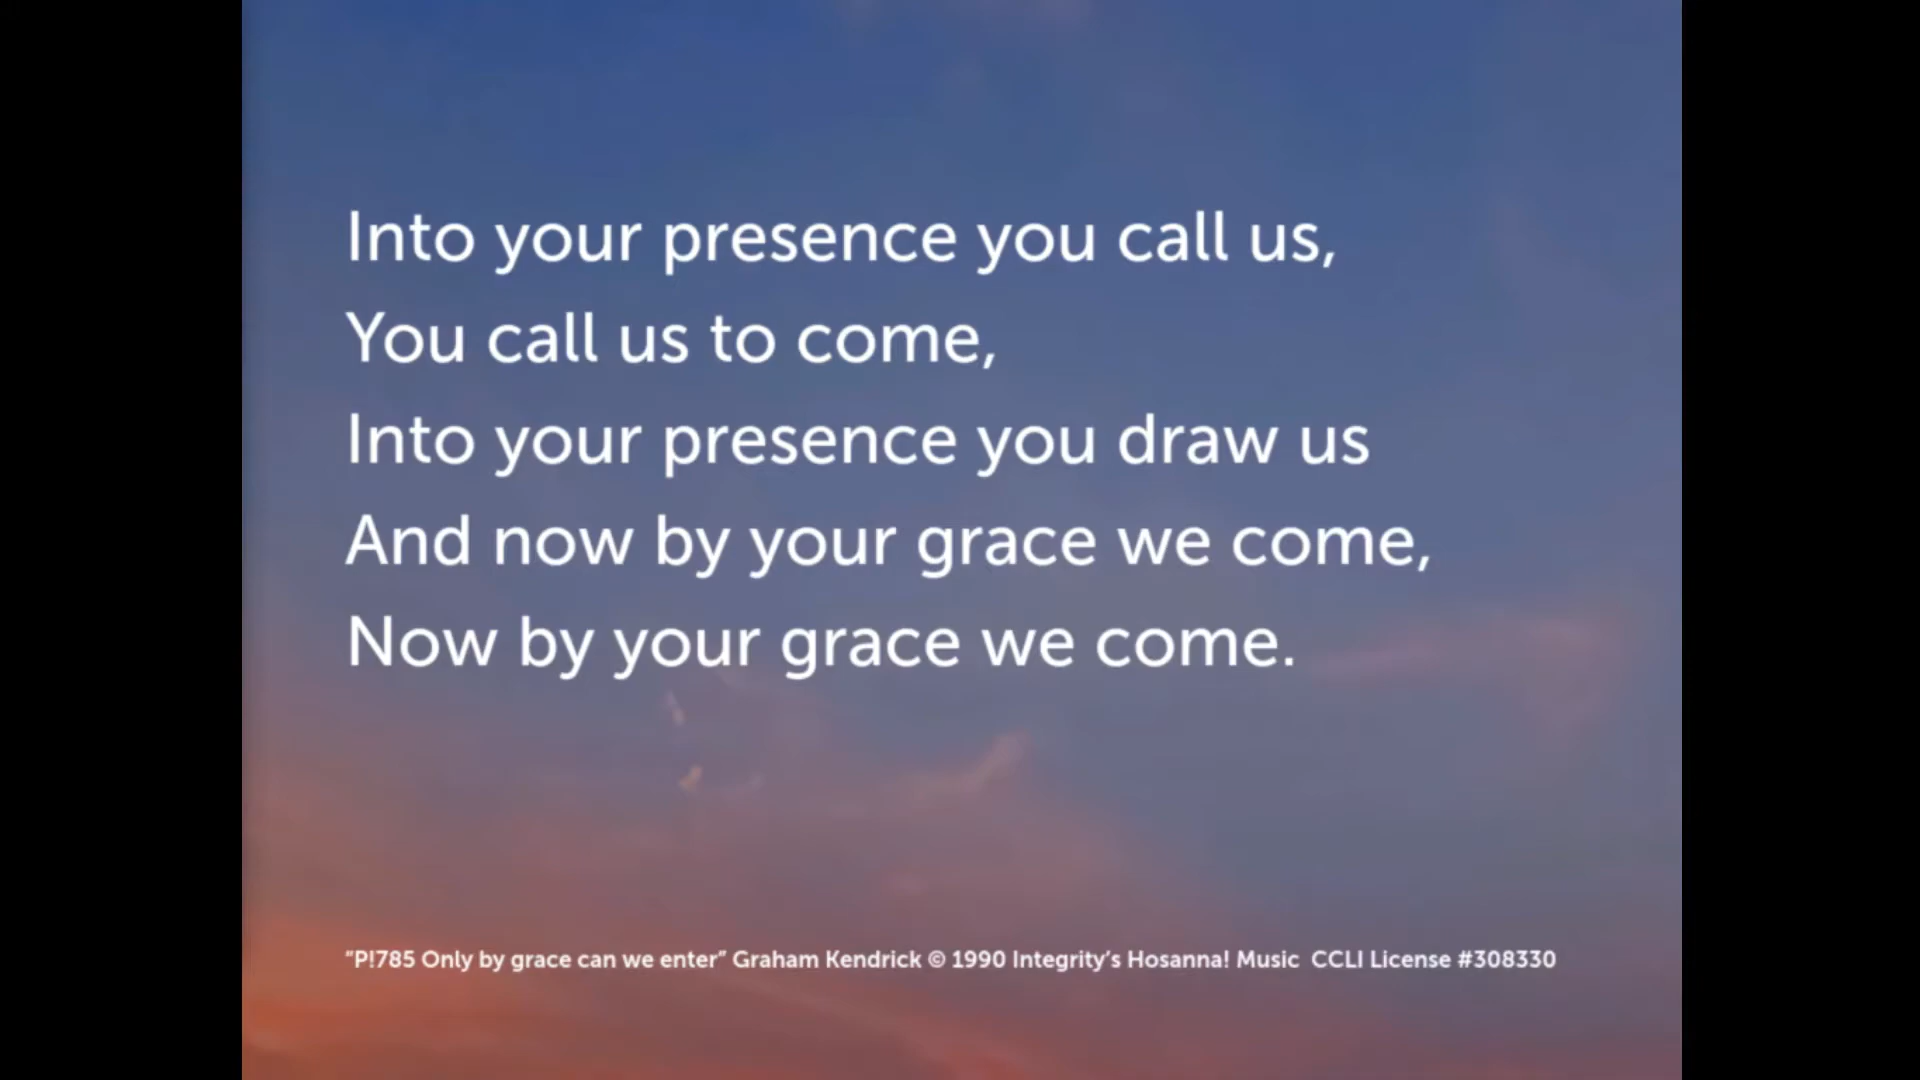 Into your presence you call us,
You call us to come,
Into your presence you draw us
And now by your grace we come,
Now by your grace we come.
“P!785 Only by grace can we enter” Graham Kendrick © 1990 Integrity’s Hosanna! Music CCLI License #308330